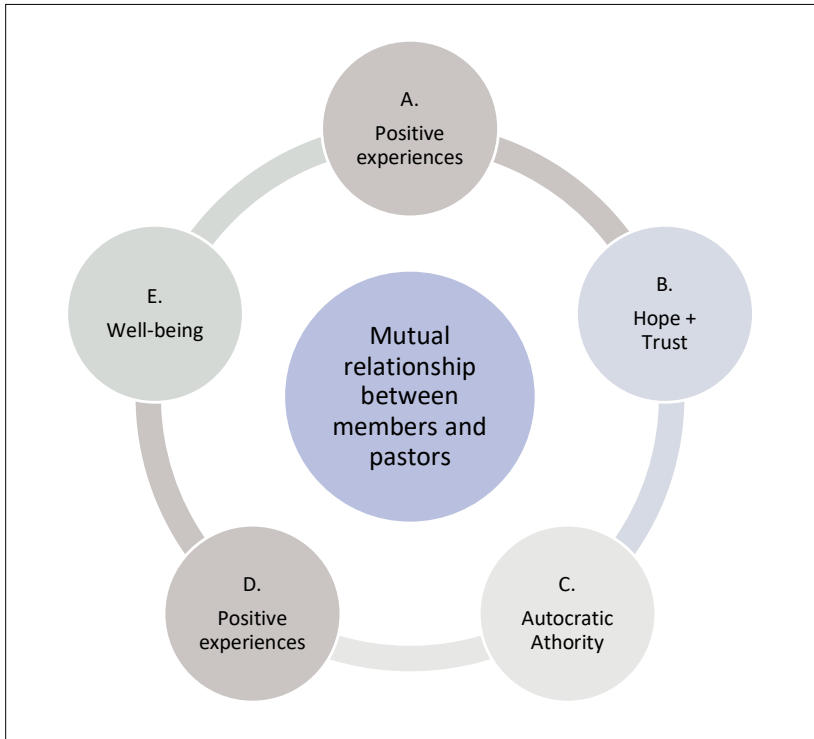 A.
Positive
experiences
B.
Hope +
Trust
C.
Autocratic
Athority
D.
Positive
experiences
E.
Well-being
Mutual
relationship
between
members and
pastors